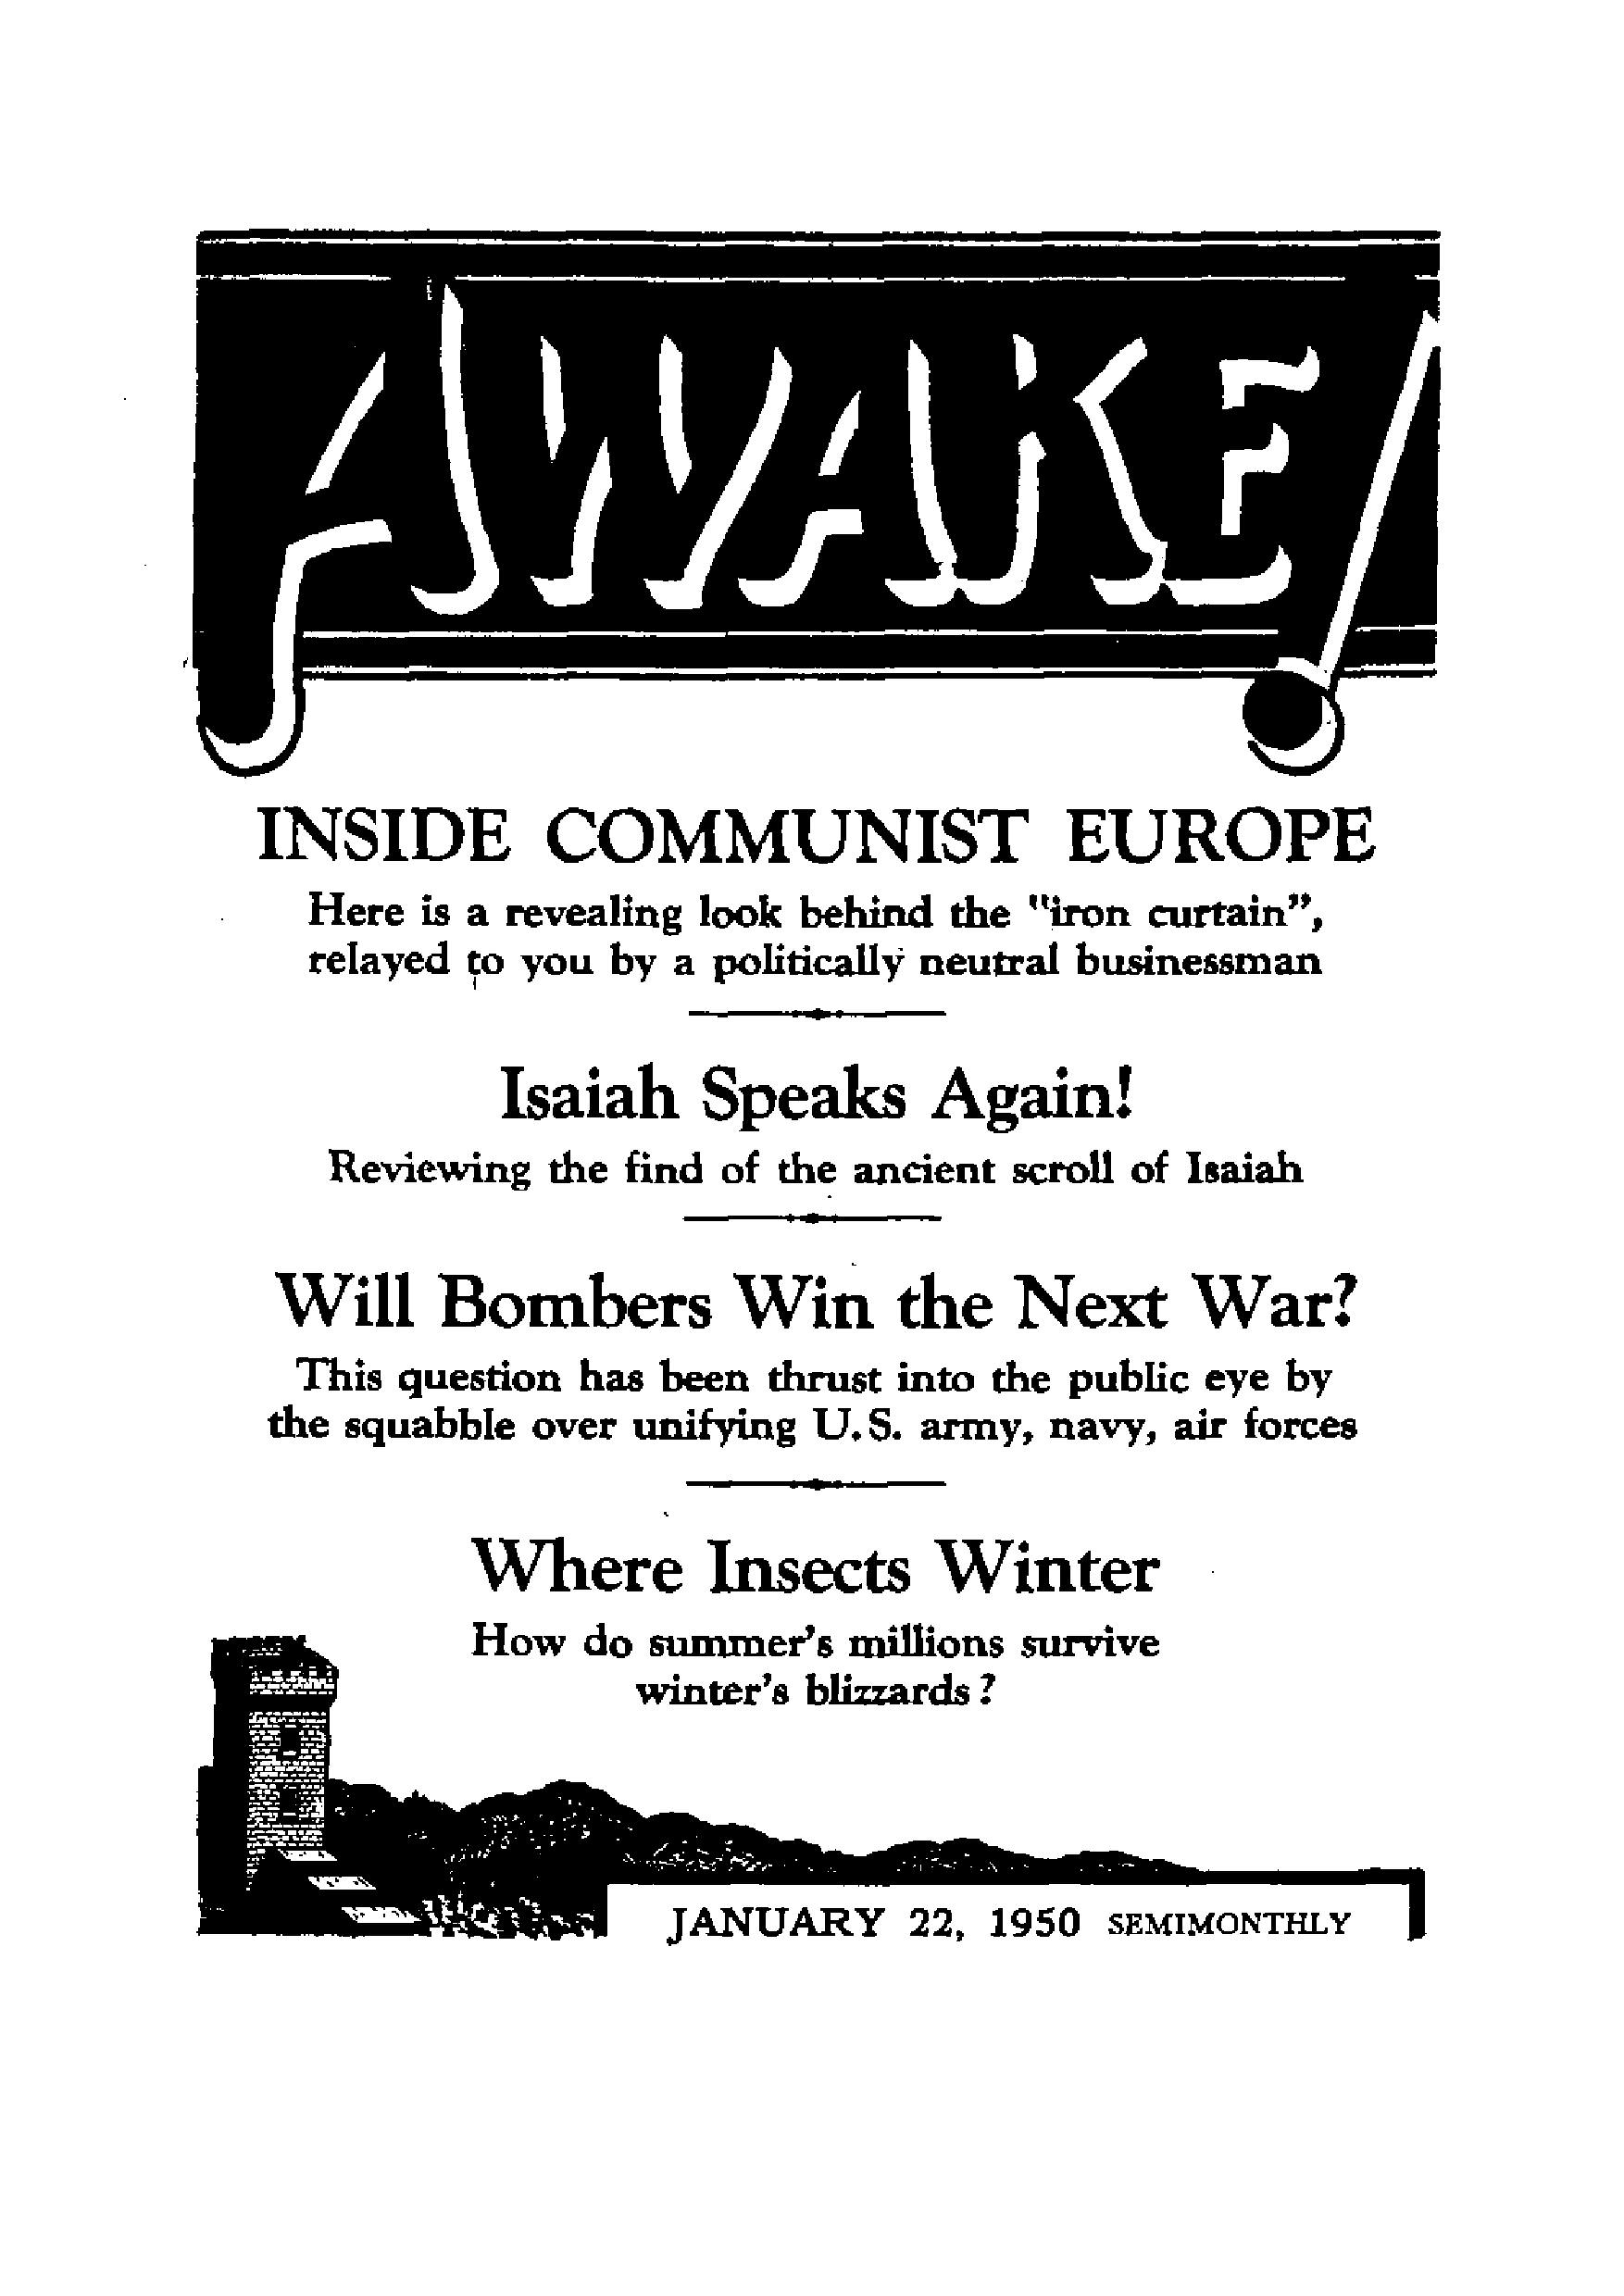 AWAKE!
INSIDE COMMUNIST EUROPE
Here is a revealing look behind the "iron curtain",
relayed to you by a politically neutral businessman
Isaiah Speaks Again!
Reviewing the find of the ancient scroll of Isaiah
Will Bombers Win the Next War?
This question has been thrust into the public eye by
the squabble over unifying U.S. army, navy, air forces
Where Insects Winter
How do summer's millions survive
winter's blizzards?
JANUARY 22, 1950 SEMIMONTHLY